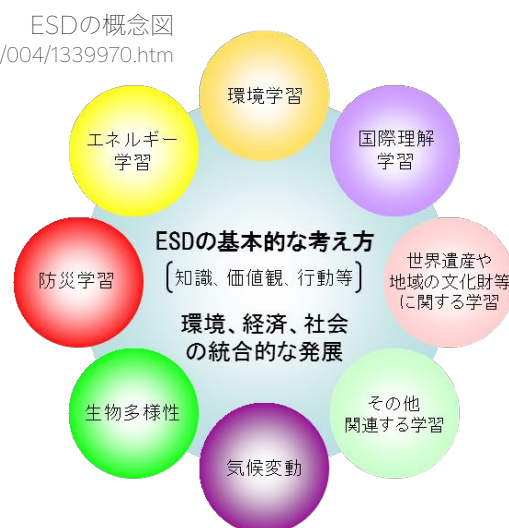 ESDの概念図
/004/1339970.htm
環境学習
エネルギー
学習
国際理解
学習
ESDの基本的な考え方
[知識、価値観、行動等]
環境、経済、社会
の統合的な発展
防災学習
世界遺産や
地域の文化財等
に関する学習
生物多様性
その他
関連する学習
気候変動